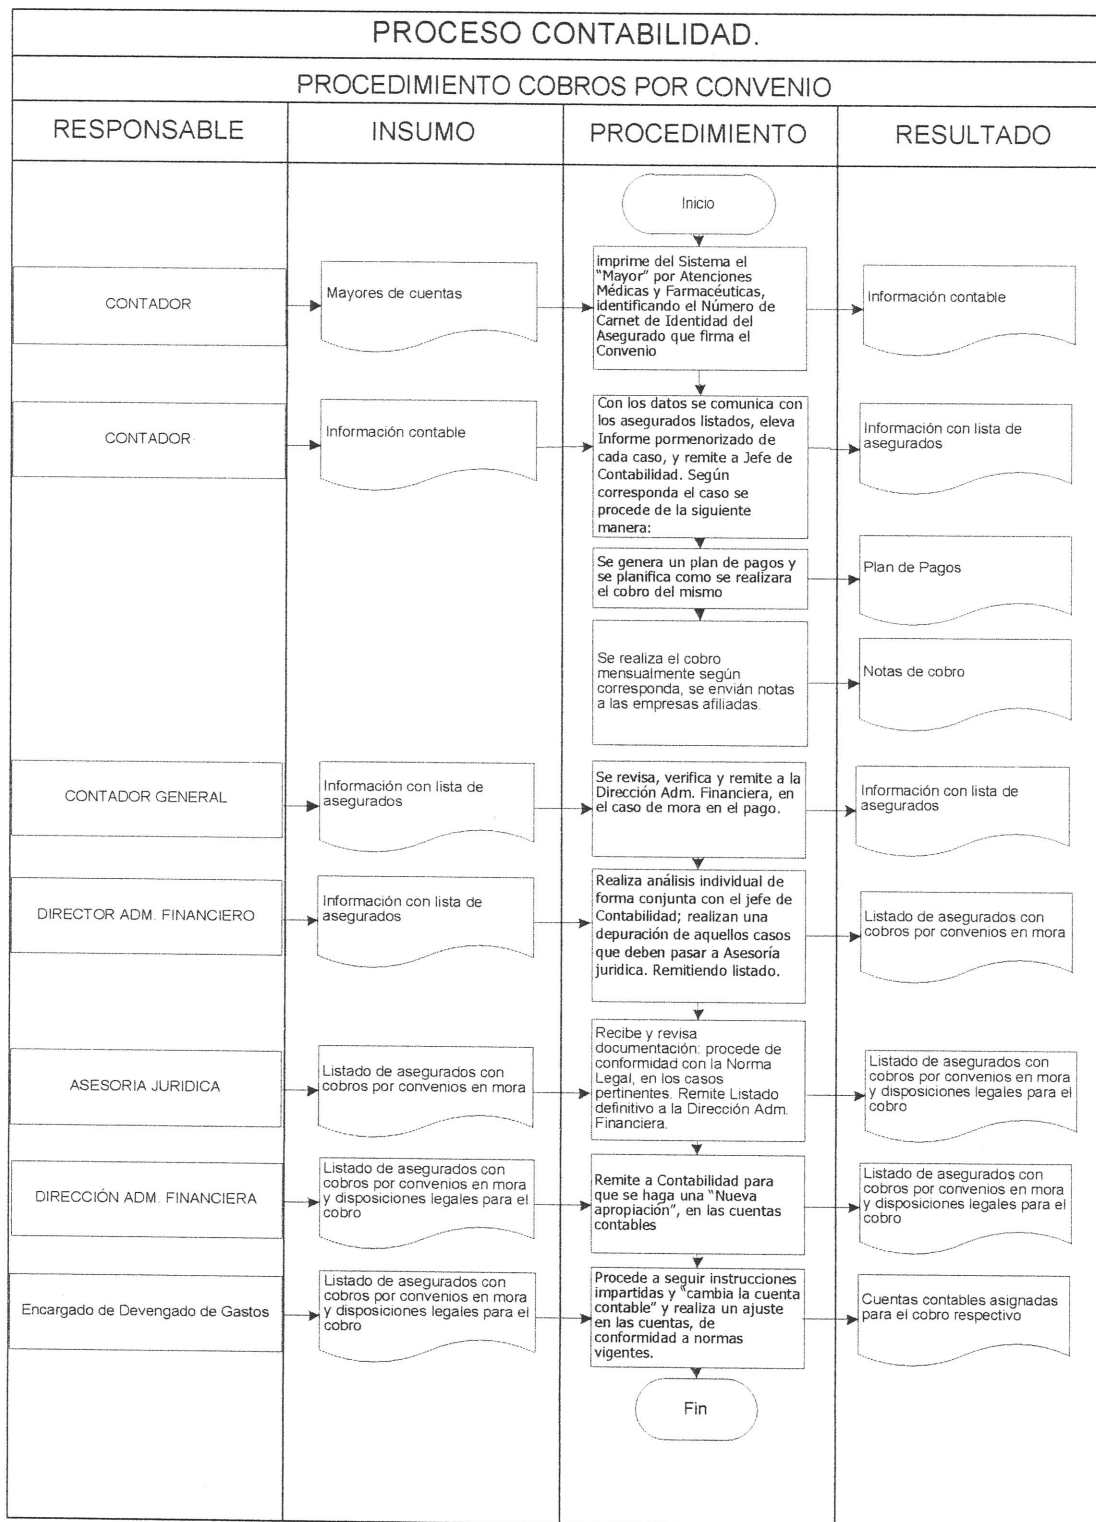 PROCESO CONTABILIDAD.
PROCEDIMIENTO COBROS POR CONVENIO
RESPONSABLE
INSUMO
PROCEDIMIENTO
RESULTADO
Inicio
CONTADOR
Mayores de cuentas
imprime del Sistema el
"Mayor" por Atenciones
Médicas y Farmacéuticas,
identificando el Número de
Carnet de Identidad del
Asegurado que firma el
Convenio
Información contable
CONTADOR
Información contable
Con los datos se comunica con
los asegurados listados, eleva
Informe pormenorizado de
cada caso, y remite a Jefe de
Contabilidad. Según
corresponda el caso se
procede de la siguiente
manera:
Información con lista de
asegurados
Se genera un plan de pagos y
se planifica como se realizara
el cobro del mismo
Plan de Pagos
Se realiza el cobro
mensualmente según
corresponda, se envián notas
a las empresas afiliadas.
Notas de cobro
CONTADOR GENERAL
Información con lista de
asegurados
Se revisa, verifica y remite a la
Dirección Adm. Financiera, en
el caso de mora en el pago.
Información con lista de
asegurados
DIRECTOR ADM. FINANCIERO
Información con lista de
asegurados
Realiza análisis individual de
forma conjunta con el jefe de
Contabilidad; realizan una
depuración de aquellos casos
que deben pasar a Asesoría
juridica. Remitiendo listado.
Listado de asegurados con
cobros por convenios en mora
ASESORIA JURIDICA
Listado de asegurados con
cobros por convenios en mora
Recibe y revisa
documentación: procede de
conformidad con la Norma
Legal, en los casos
pertinentes. Remite Listado
definitivo a la Dirección Adm.
Financiera.
Listado de asegurados con
cobros por convenios en mora
y disposiciones legales para el
cobro
DIRECCIÓN ADM. FINANCIERA
Listado de asegurados con
cobros por convenios en mora
y disposiciones legales para el
cobro
Remite a Contabilidad para
que se haga una "Nueva
apropiación", en las cuentas
contables
Listado de asegurados con
cobros por convenios en mora
y disposiciones legales para el
cobro
Encargado de Devengado de Gastos
Listado de asegurados con
cobros por convenios en mora
y disposiciones legales para el
cobro
Procede a seguir instrucciones
impartidas y "cambia la cuenta
contable" y realiza un ajuste
en las cuentas, de
conformidad a normas
vigentes.
Cuentas contables asignadas
para el cobro respectivo
Fin